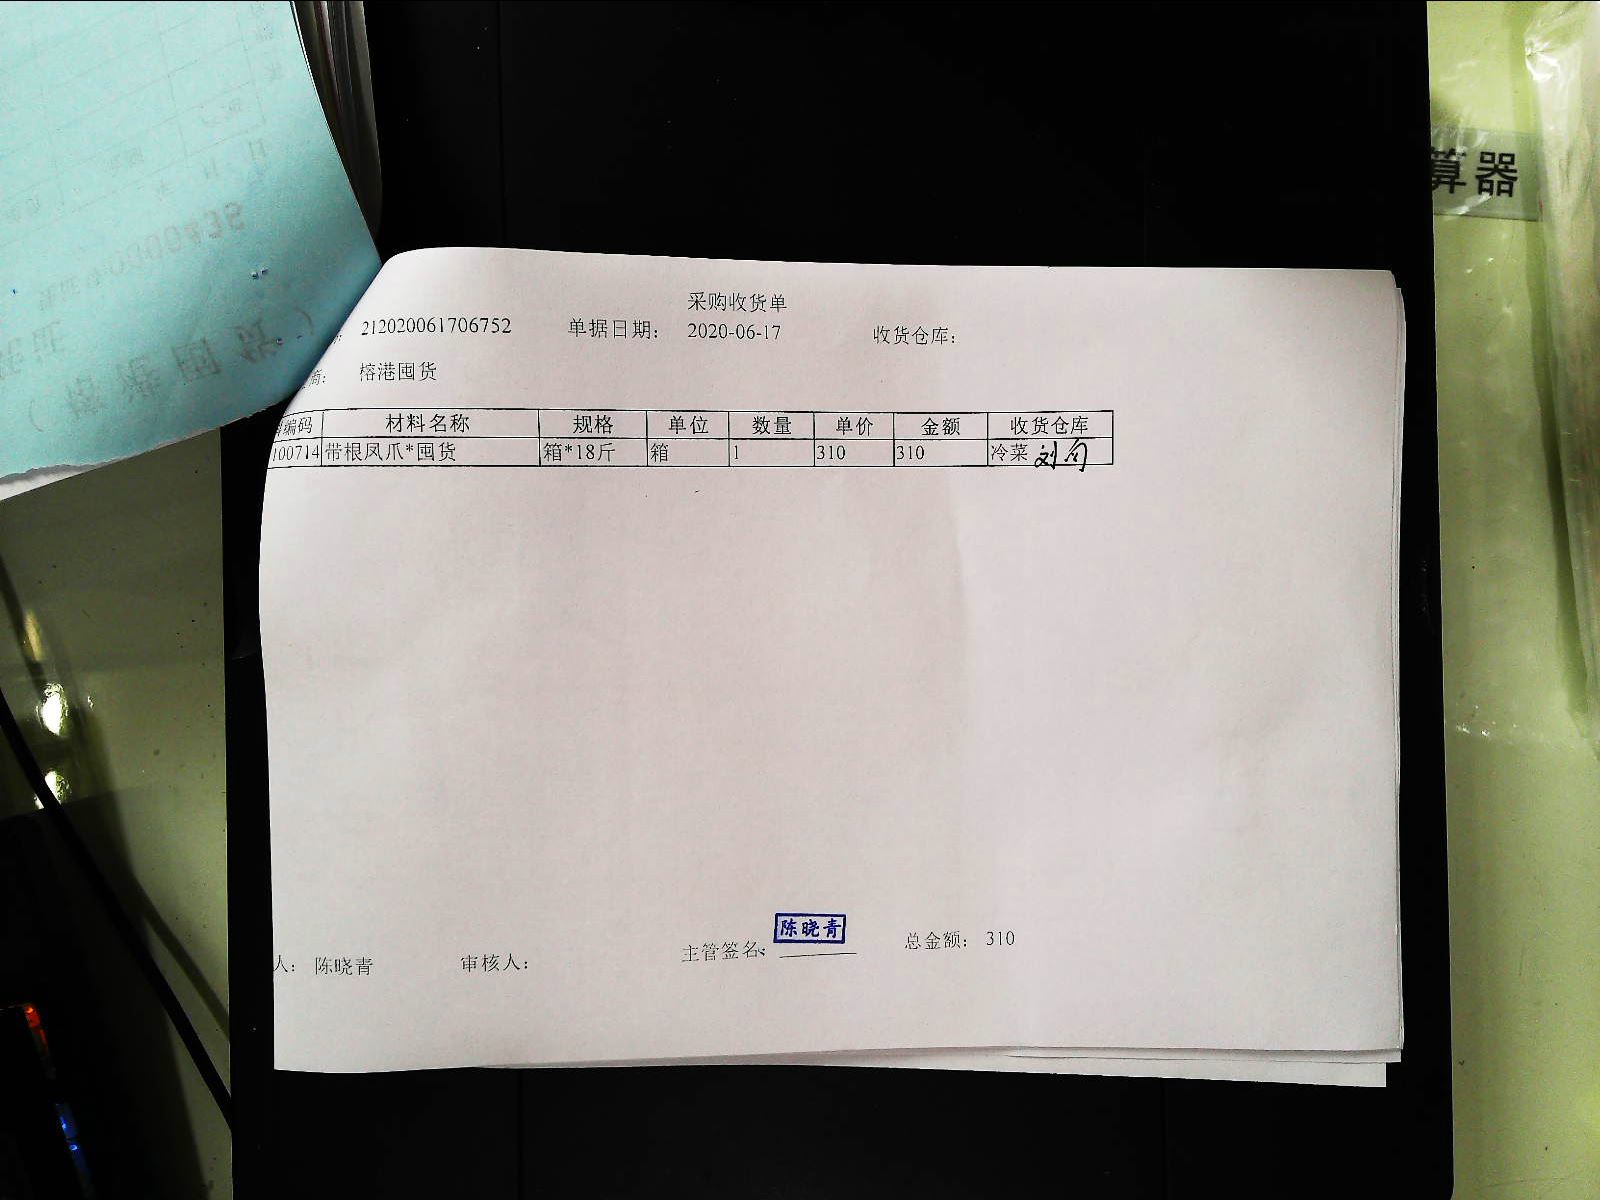 算器
采购收货单
212020061706752 单据日期: 2020-06-17 收货仓库:
商: 榕港囤货
编码 材料名称 规格 单位 数量 单价 金额 收货仓库
100714 带根凤爪*囤货 箱*18斤 箱 1 310 310 冷菜
陈晓青
人: 陈晓青 审核人: 主管签名: 总金额: 310